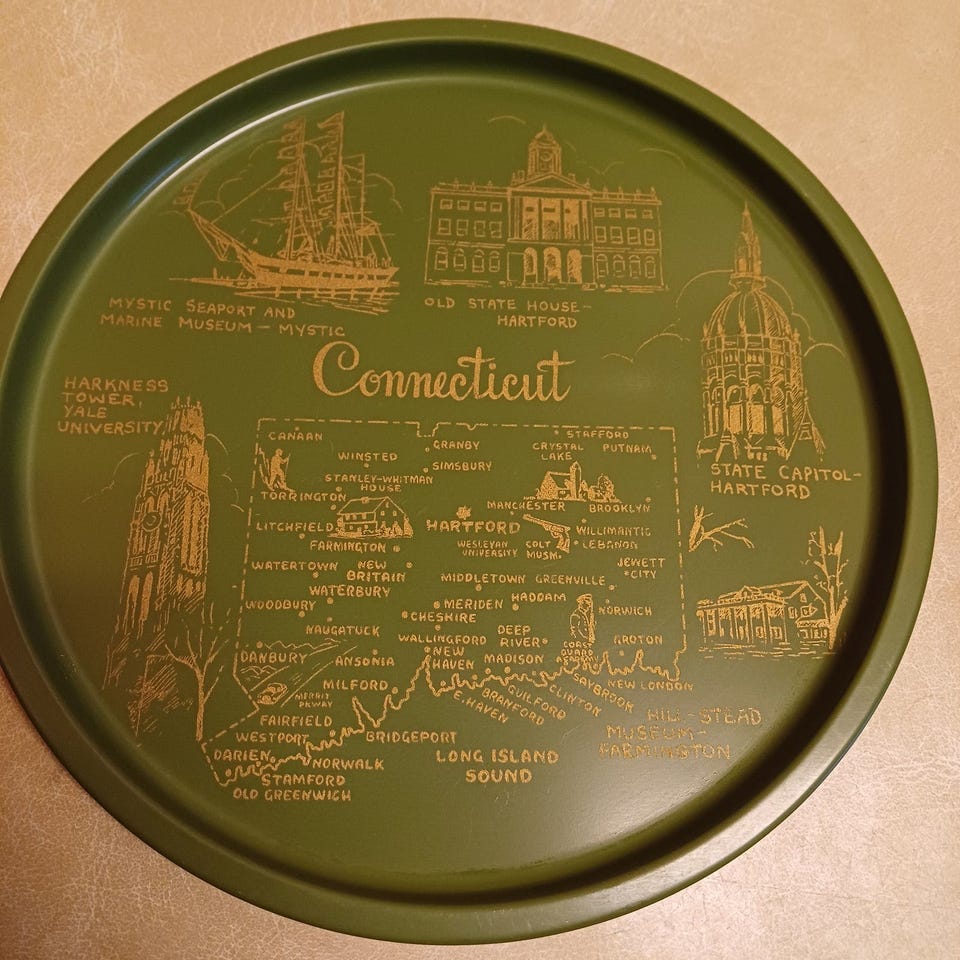 MYSTIC SEAPORT AND
MARINE MUSEUM — MYSTIC
OLD STATE HOUSE -
HARTFORD
Connecticut
HARKNESS
TOWER,
YALE
UNIVERSITY
STATE CAPITOL-
HARTFORD
CANAAN
GRANBY
STAFFORD
WINSTED
CRYSTAL
LAKE
PUTNAM
SIMSBURY
STANLEY-WHITMAN
HOUSE
TORRINGTON
MANCHESTER
BROOKLYN
LITCHFIELD
HARTFORD
WILLIMANTIC
FARMINGTON
WESLEYAN
UNIVERSITY
COLT
MUSM.
LEBANON
WATERTOWN
NEW
BRITAIN
JEWETT
CITY
MIDDLETOWN
GREENVILLE
WATERBURY
WOODBURY
MERIDEN
HADDAM
NORWICH
CHESHIRE
NAUGATUCK
WALLINGFORD
DEEP
RIVER
GROTON
COAST
GUARD
ACADEMY
DANBURY
ANSONIA
NEW
HAVEN
MADISON
MILFORD
SAYBROOK
NEW LONDON
MERRIT
PKWAY
GUILFORD
CLINTON
BRANFORD
E. HAVEN
FAIRFIELD
WESTPORT
BRIDGEPORT
HILL-STEAD
MUSEUM-
FARMINGTON
DARIEN
NORWALK
LONG ISLAND
SOUND
STAMFORD
OLD GREENWICH